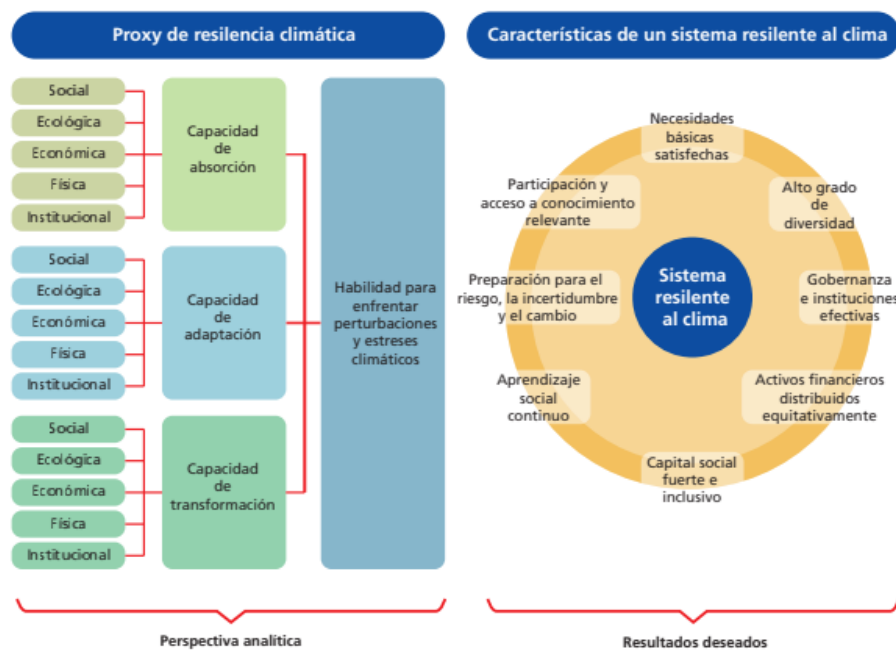 Proxy de resilencia climática
Social
Ecológica
Económica
Física
Institucional
Capacidad
de
absorción
Social
Ecológica
Económica
Física
Institucional
Capacidad
de
adaptación
Social
Ecológica
Económica
Física
Institucional
Capacidad
de
transformación
Habilidad para
enfrentar
perturbaciones
y estreses
climáticos
Perspectiva analítica
Características de un sistema resilente al clima
Necesidades
básicas
satisfechas
Alto grado
de
diversidad
Gobernanza
e instituciones
efectivas
Activos financieros
distribuidos
equitativamente
Capital social
fuerte e
inclusivo
Aprendizaje
social
continuo
Preparación para el
riesgo, la incertidumbre
y el cambio
Participación y
acceso a conocimiento
relevante
Sistema
resilente
al clima
Resultados deseados